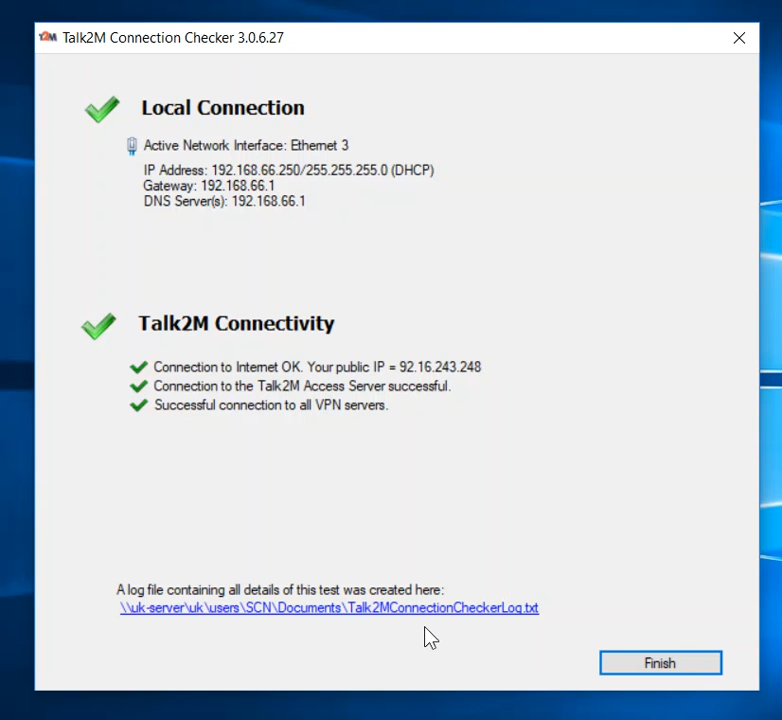 T2M Talk2M Connection Checker 3.0.6.27
Local Connection
Active Network Interface: Ethernet 3
IP Address: 192.168.66.250/255.255.255.0 (DHCP)
Gateway: 192.168.66.1
DNS Server(s): 192.168.66.1
Talk2M Connectivity
Connection to Internet OK. Your public IP = 92.16.243.248
Connection to the Talk2M Access Server successful.
Successful connection to all VPN servers.
A log file containing all details of this test was created here:
\\uk-server\uk\users\SCN\Documents\Talk2MConnectionCheckerLog.txt
Finish